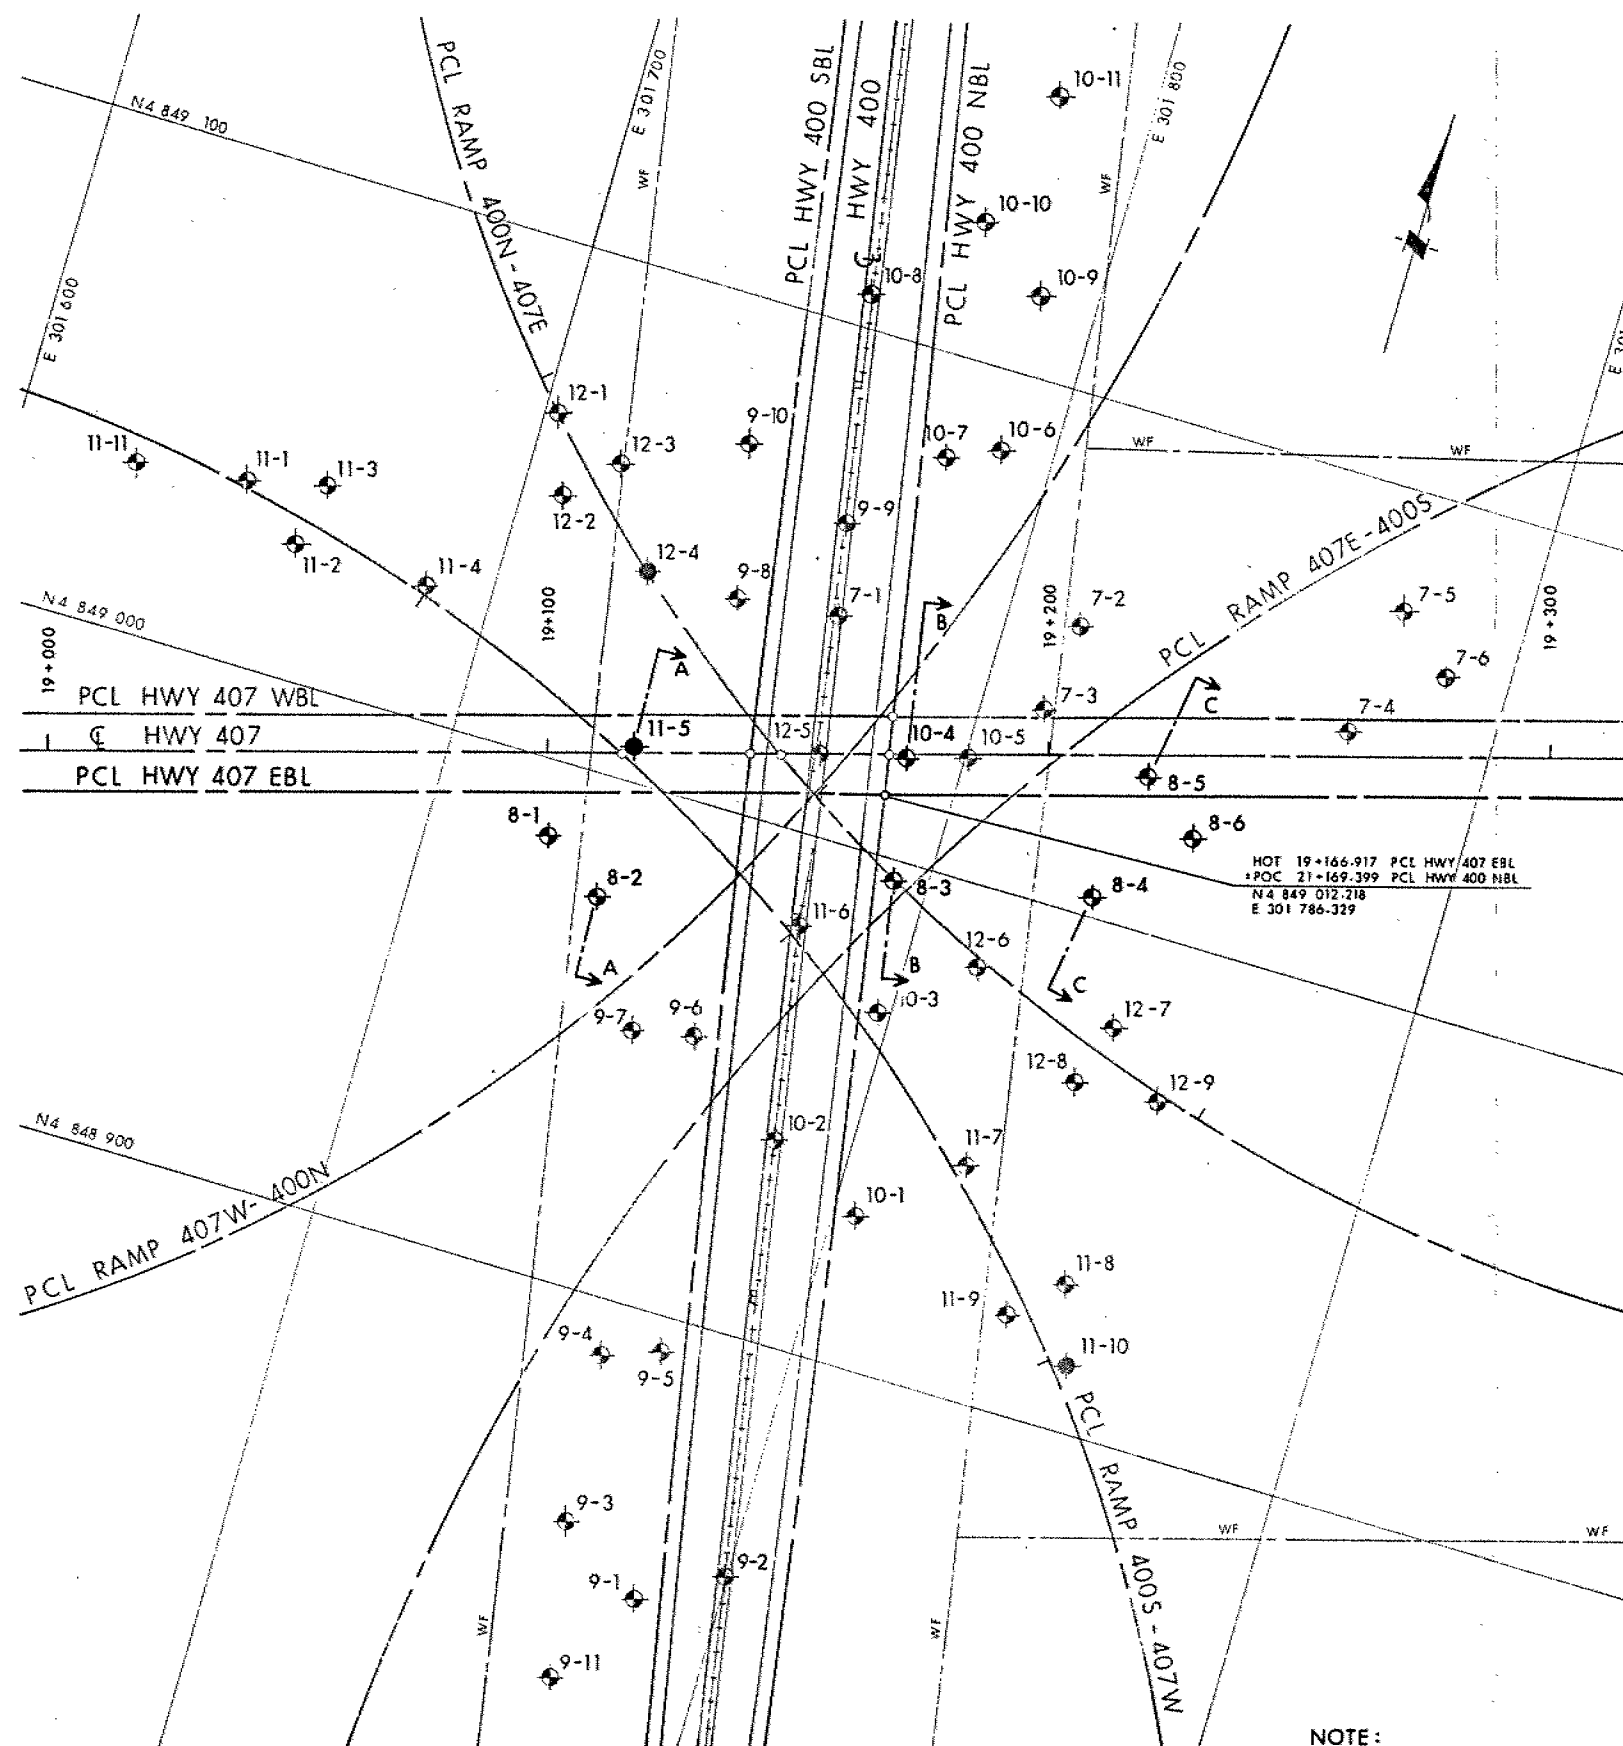 PCL RAMP 400N-407E
E 301 700
WF
PCL HWY 400 SBL
HWY 400
PCL HWY 400 NBL
10-11
E 301 800
WF
N4 849 100
10-10
10-8
10-9
E 301 600
E 301
12-1
9-10
12-3
10-7
10-6
WF
WF
11-11
11-1
11-3
12-2
9-9
PCL RAMP 407E-400S
11-2
11-4
12-4
9-8
7-1
7-2
7-5
N4 849 000
19+000
19+100
19+200
19+300
B
A
7-6
C
PCL HWY 407 WBL
7-3
7-4
℄ HWY 407
11-5
12-5
10-4
10-5
PCL HWY 407 EBL
8-5
8-1
8-6
HOT 19+166.917 PCL HWY 407 EBL
=POC 21+169.399 PCL HWY 400 NBL
N4 849 012.218
E 301 786.329
8-2
8-3
8-4
11-6
12-6
A
B
C
10-3
9-7
9-6
12-7
12-8
12-9
N4 848 900
10-2
11-7
PCL RAMP 407W-400N
10-1
11-8
11-9
9-4
9-5
11-10
PCL RAMP 400S-407W
9-3
WF
WF
9-2
9-1
WF
WF
9-11
NOTE: